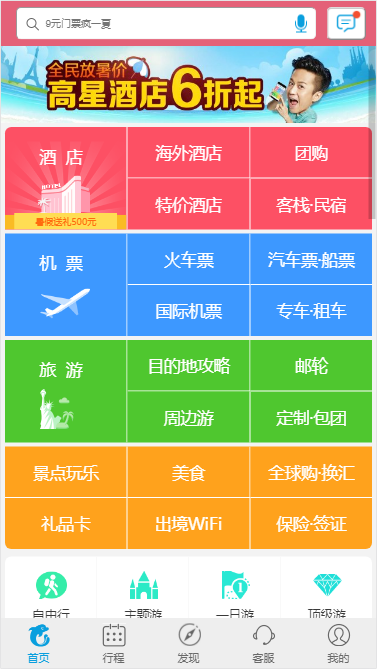 9元门票疯一夏
全民放暑价
高星酒店6折起
酒 店
海外酒店
团购
HOTEL
特价酒店
客栈·民宿
暑假送礼500元
机 票
火车票
汽车票·船票
国际机票
专车·租车
旅 游
目的地攻略
邮轮
周边游
定制·包团
景点玩乐
美食
全球购·换汇
礼品卡
出境WiFi
保险·签证
自由行
主题游
一日游
顶级游
首页
行程
发现
客服
我的